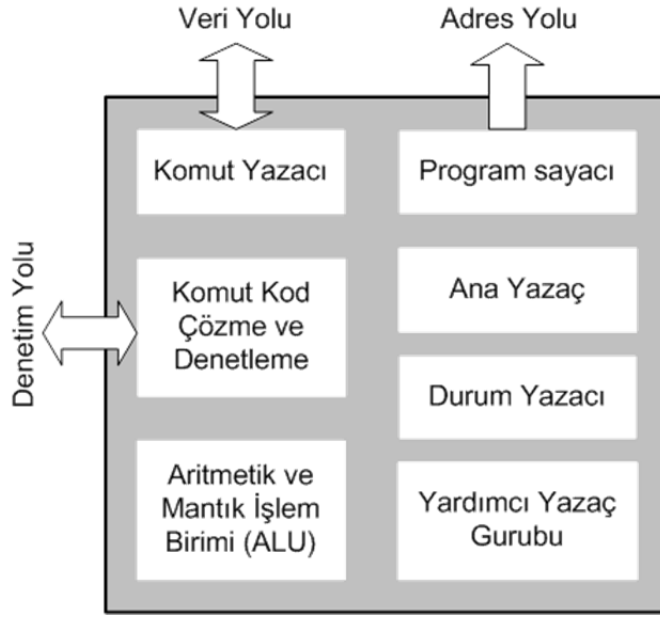 Veri Yolu
Adres Yolu
Komut Yazacı
Program sayacı
Denetim Yolu
Komut Kod
Çözme ve
Denetleme
Ana Yazaç
Durum Yazacı
Aritmetik ve
Mantık İşlem
Birimi (ALU)
Yardımcı Yazaç
Gurubu